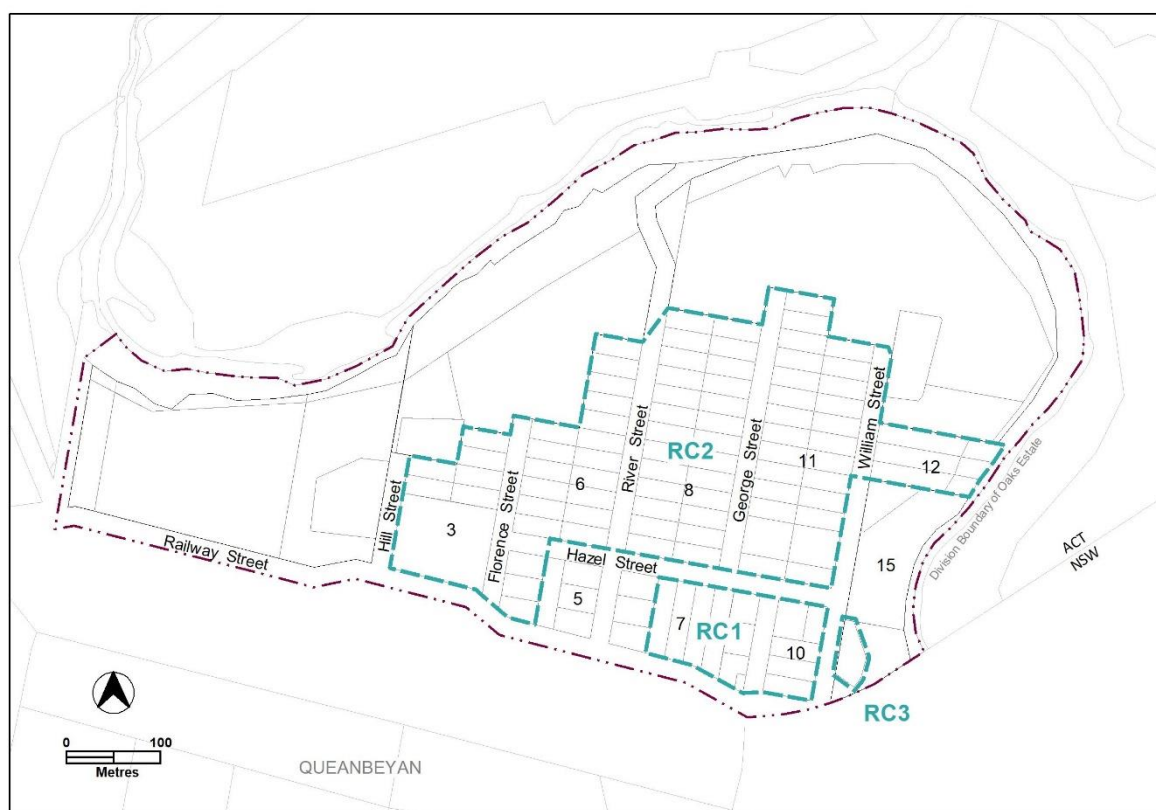 River Street
William Street
George Street
RC2
11
12
6
8
Hill Street
3
Florence Street
Division Boundary of Oaks Estate
Railway Street
Hazel Street
ACT
NSW
15
5
7
RC1
10
RC3
0
100
Metres
QUEANBEYAN